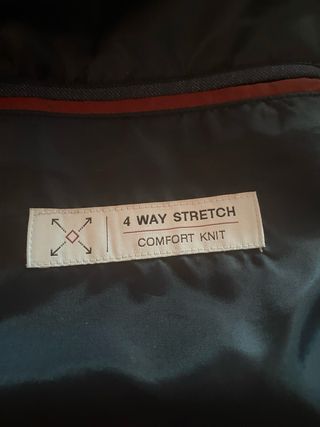 4 WAY STRETCH
COMFORT KNIT